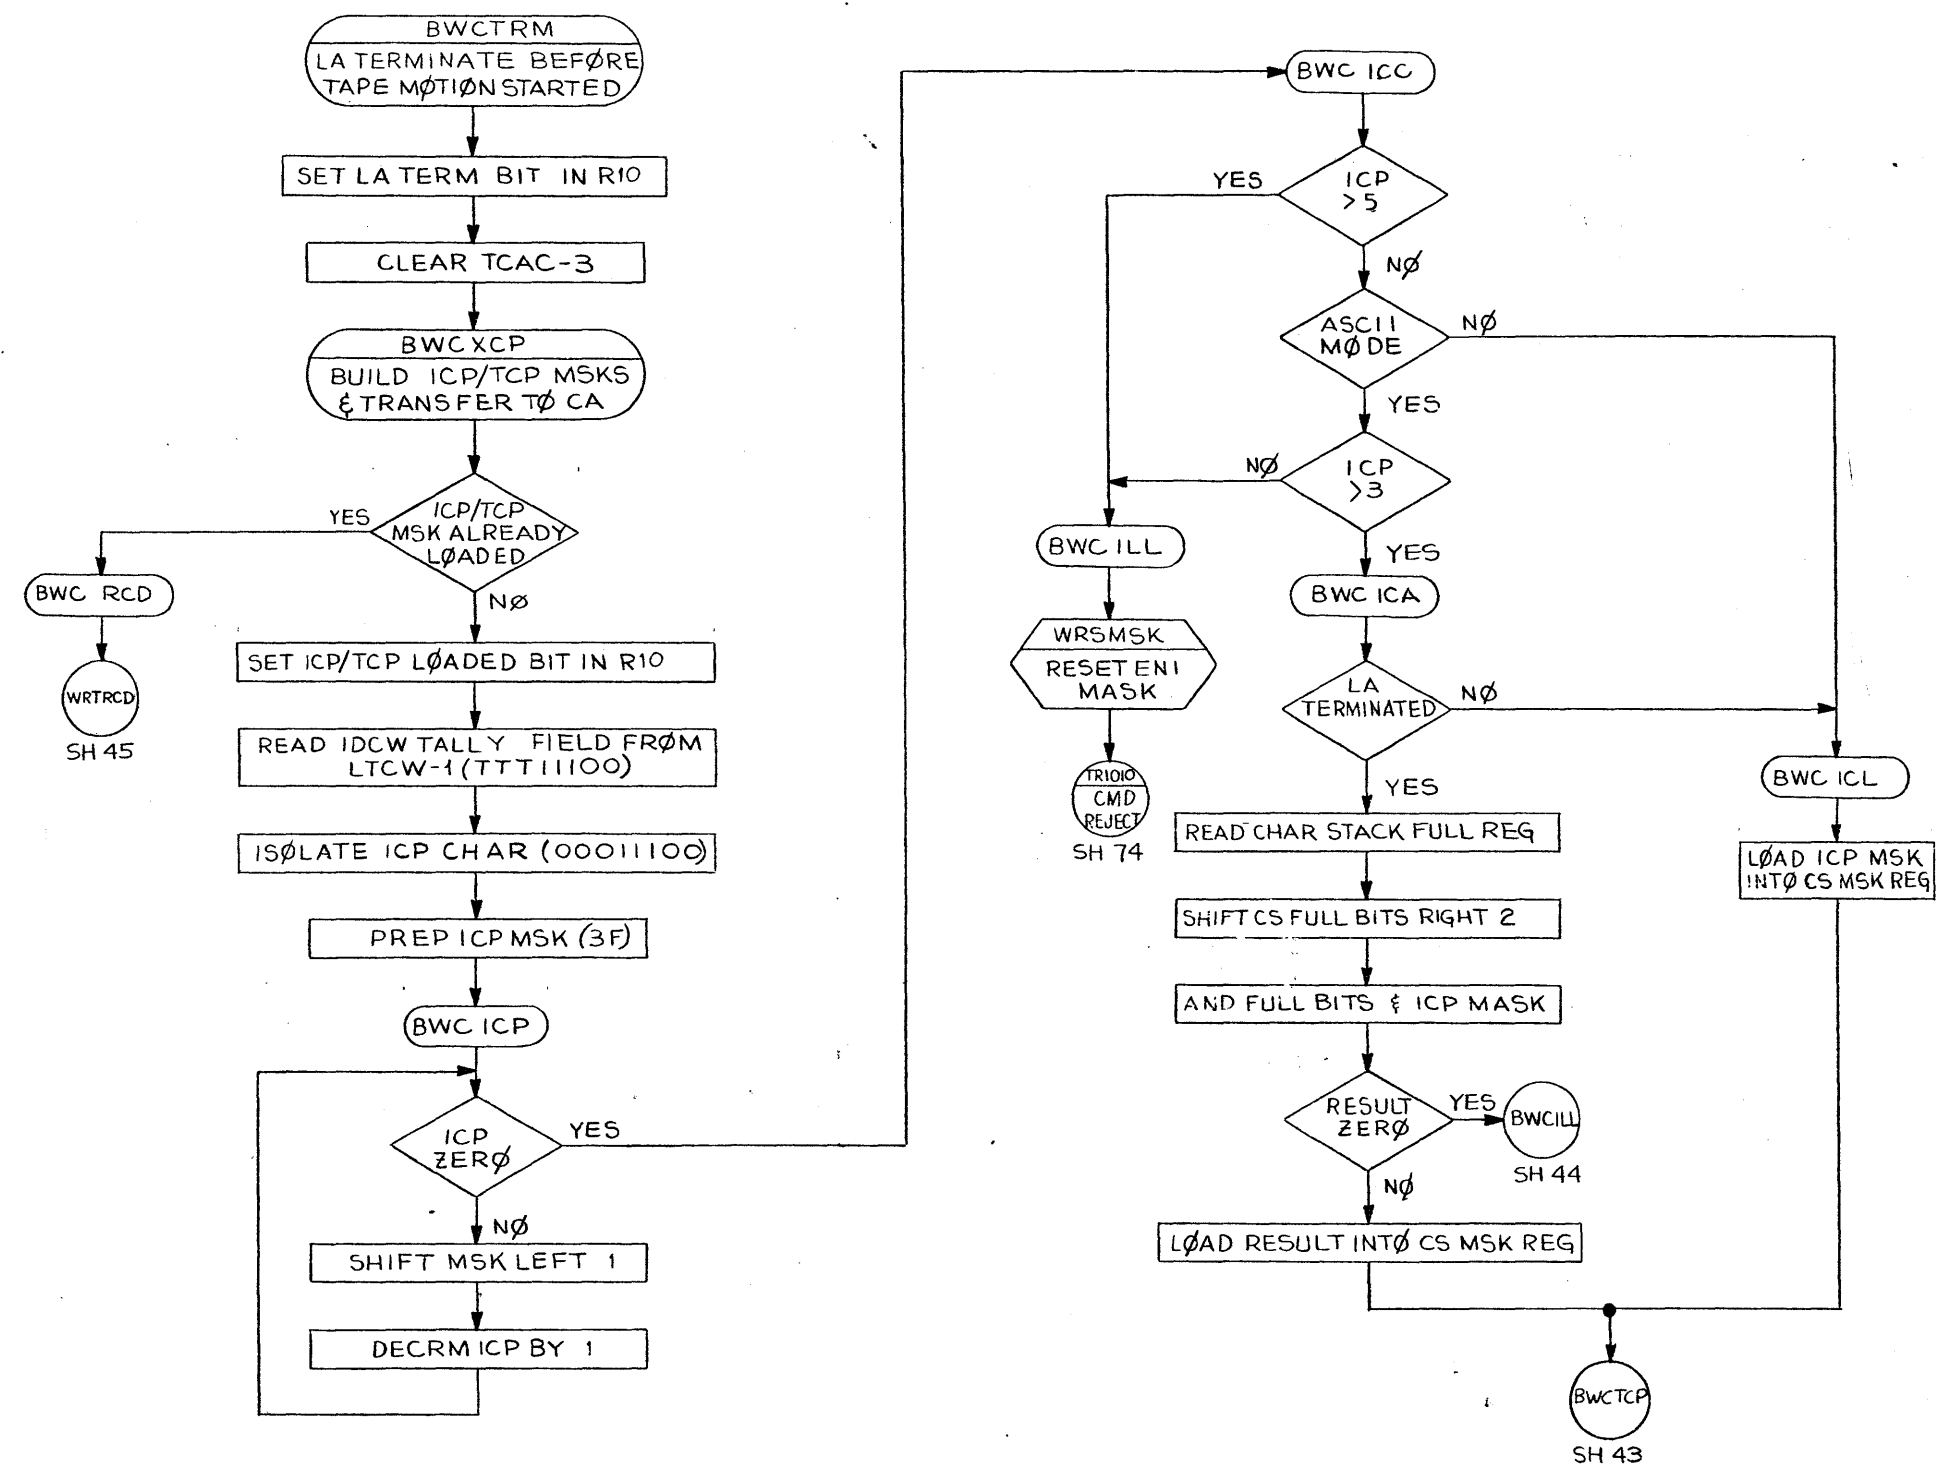 BWCTRM
LA TERMINATE BEFØRE
TAPE MØTIØN STARTED
SET LA TERM BIT IN R10
CLEAR TCAC-3
BWCXCP
BUILD ICP/TCP MSKS
& TRANSFER TØ CA
ICP/TCP
MSK ALREADY
LØADED
YES
BWC RCD
WRTRCD
SH 45
NØ
SET ICP/TCP LØADED BIT IN R10
READ IDCW TALLY FIELD FRØM
LTCW-1 (TTT11100)
ISØLATE ICP CHAR (00011100)
PREP ICP MSK (3F)
BWC ICP
ICP
ZERØ
YES
NØ
SHIFT MSK LEFT 1
DECRM ICP BY 1
BWC ICC
ICP
>5
YES
NØ
ASCII
MØDE
NØ
YES
ICP
>3
NØ
YES
BWC ILL
WRSMSK
RESET EN1
MASK
TR1010
CMD
REJECT
SH 74
BWC ICA
LA
TERMINATED
NØ
YES
BWC ICL
LØAD ICP MSK
INTØ CS MSK REG
READ CHAR STACK FULL REG
SHIFT CS FULL BITS RIGHT 2
AND FULL BITS & ICP MASK
RESULT
ZERØ
YES
BWCILL
SH 44
NØ
LØAD RESULT INTØ CS MSK REG
BWCTCP
SH 43